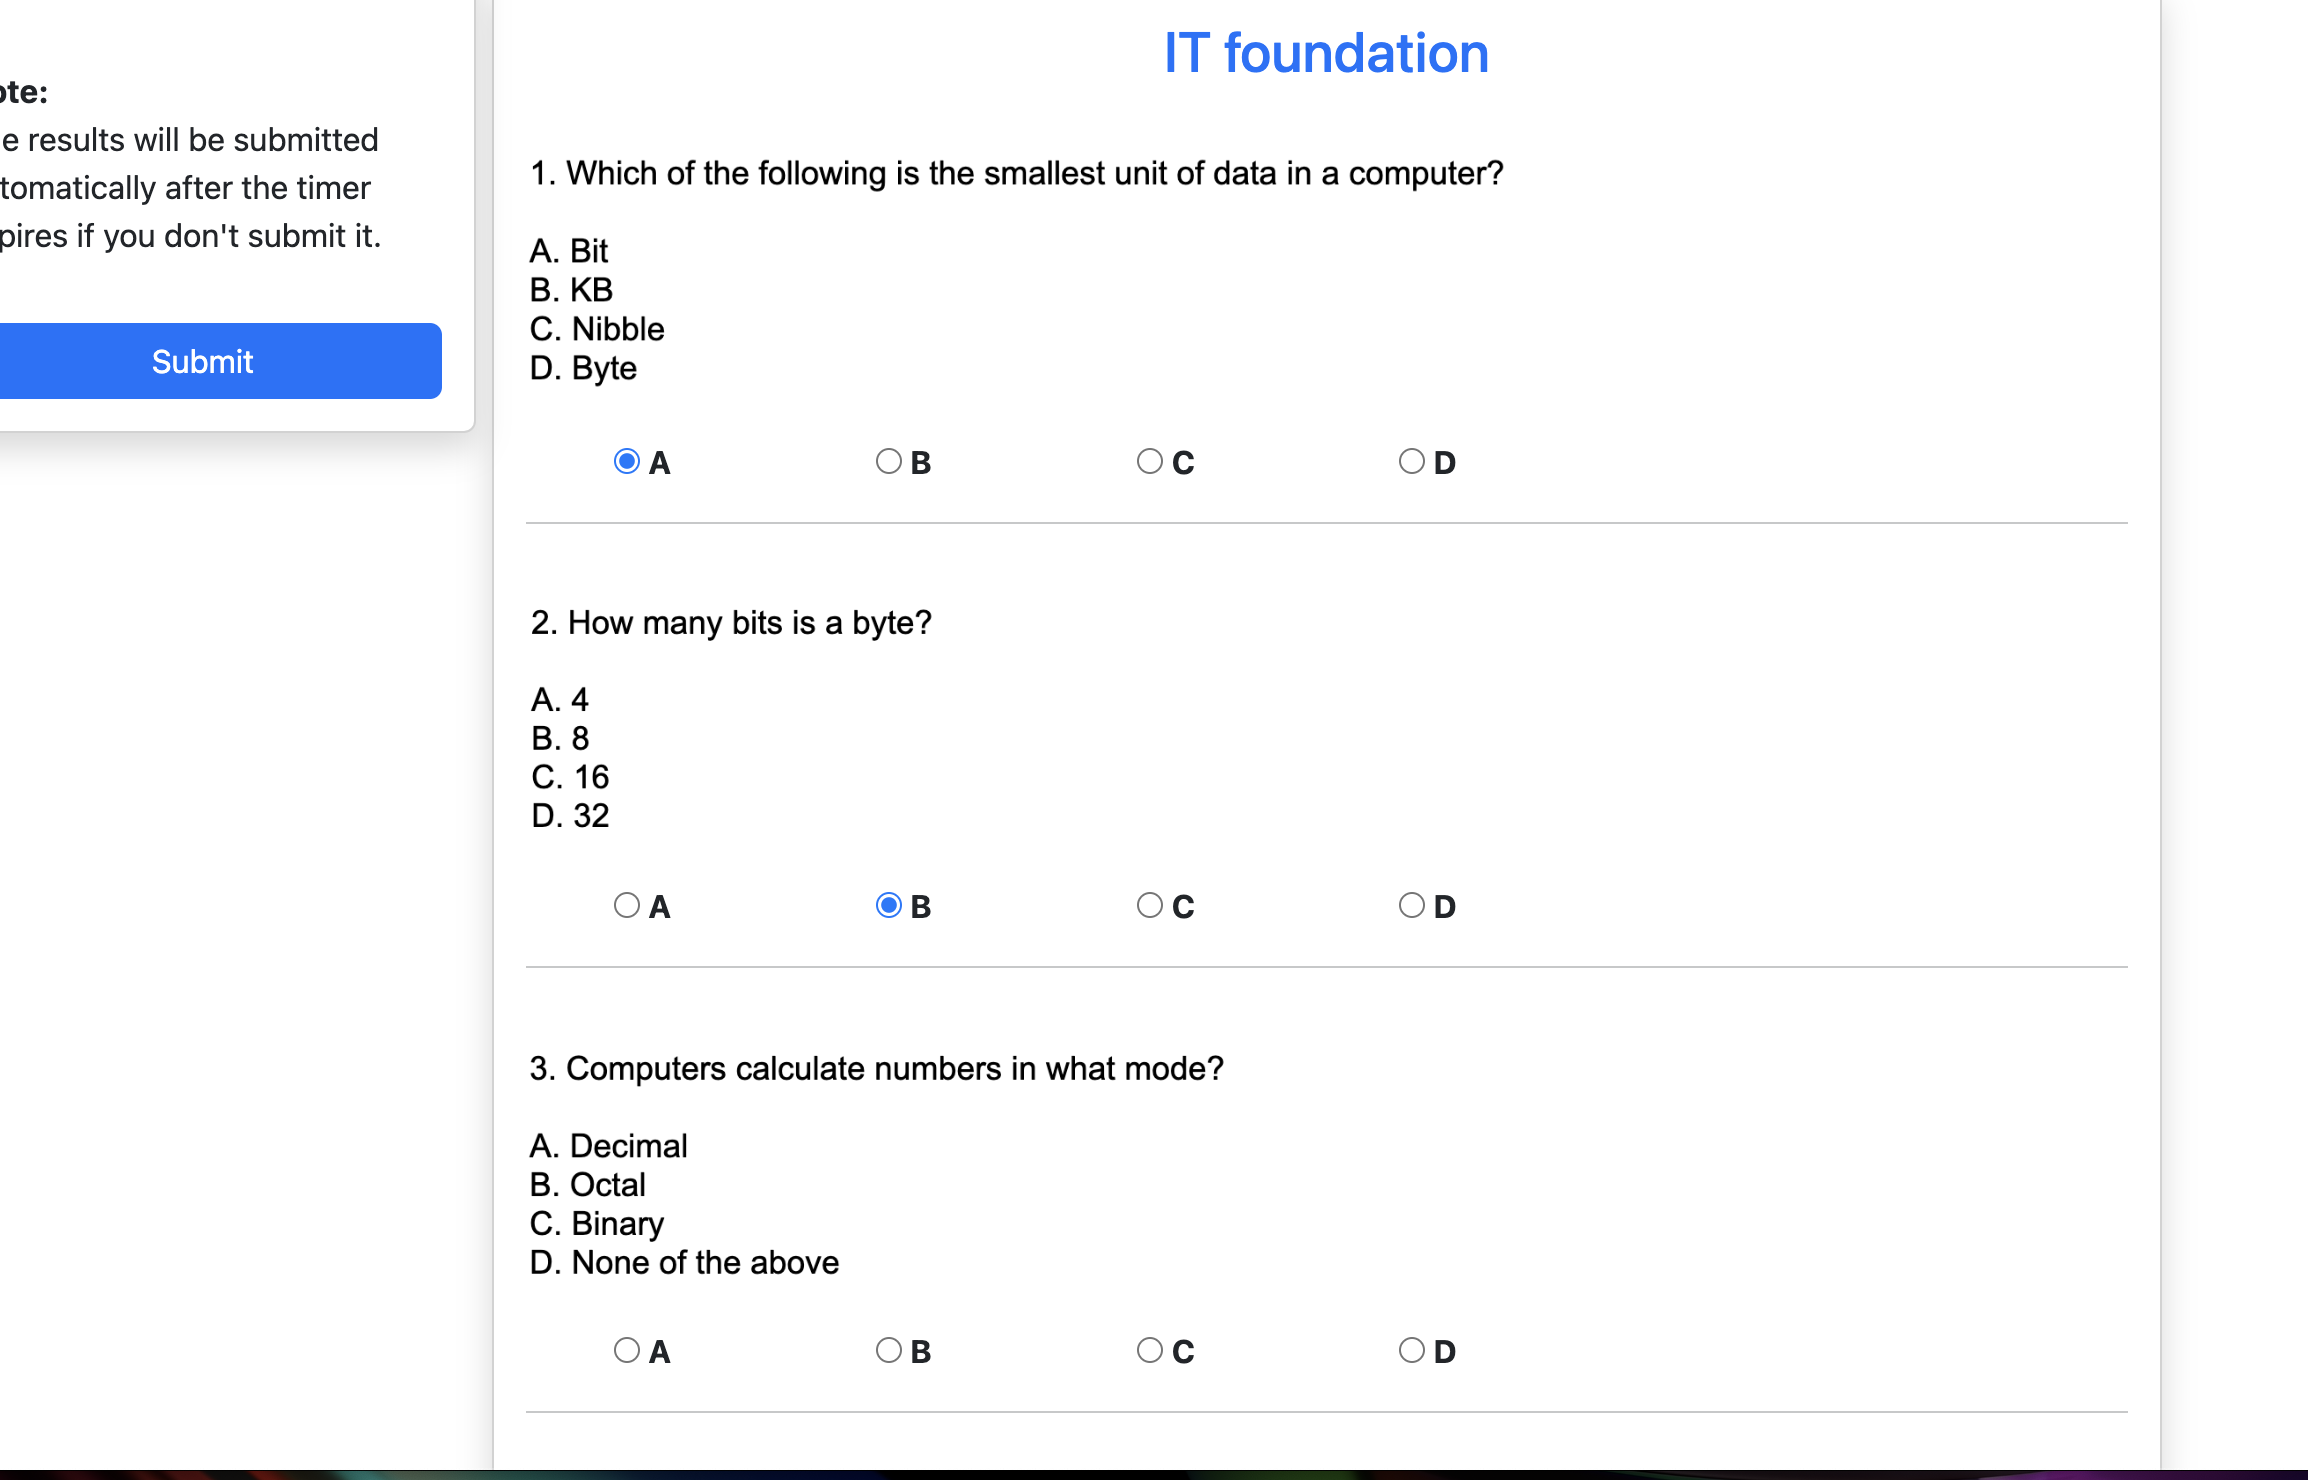 IT foundation
ote:
e results will be submitted
tomatically after the timer
pires if you don't submit it.
Submit
1. Which of the following is the smallest unit of data in a computer?
A. Bit
B. KB
C. Nibble
D. Byte
A B C D
2. How many bits is a byte?
A. 4
B. 8
C. 16
D. 32
A B C D
3. Computers calculate numbers in what mode?
A. Decimal
B. Octal
C. Binary
D. None of the above
A B C D